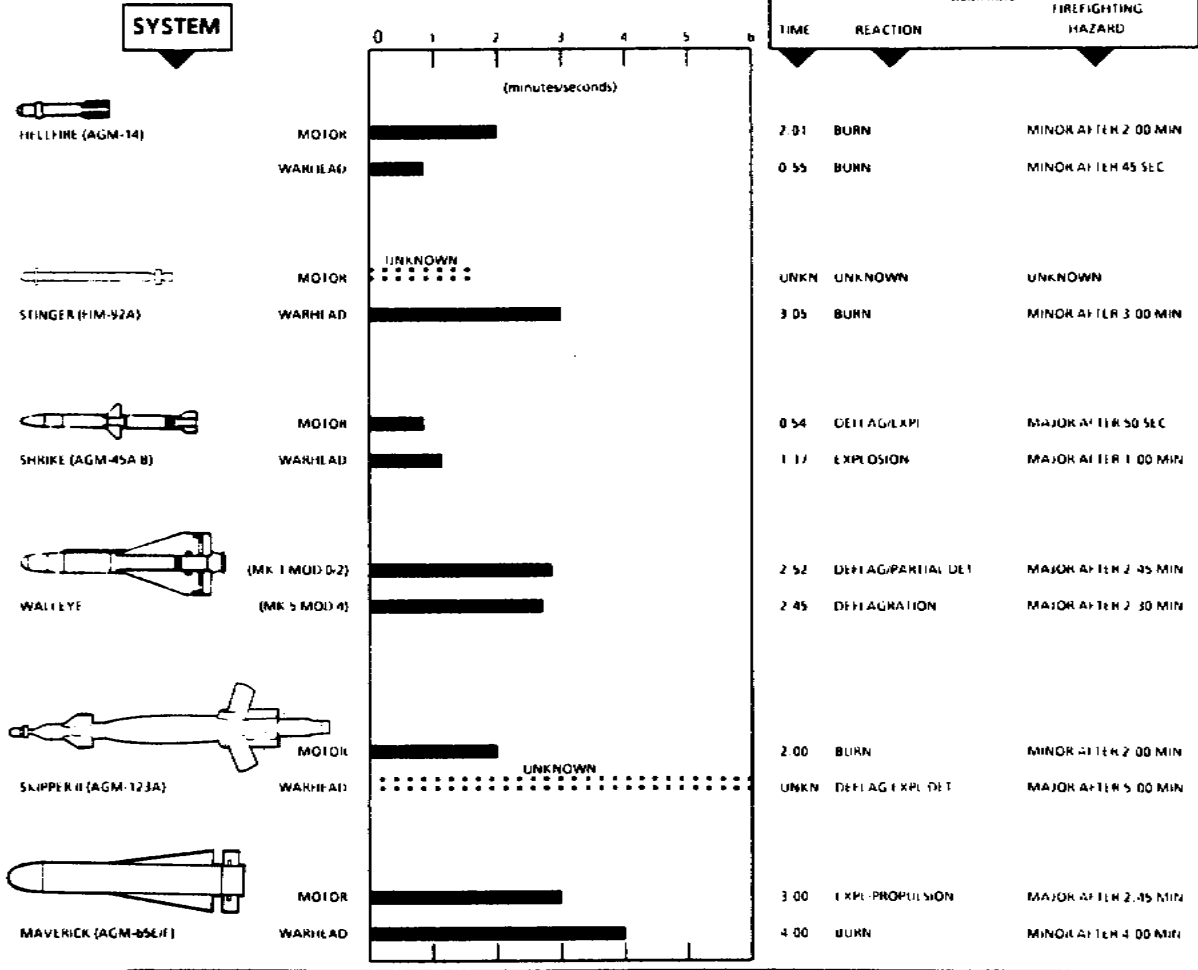 SYSTEM
FIREFIGHTING
TIME REACTION HAZARD
0 1 2 3 4 5 6
(minutes/seconds)
HELLFIRE (AGM-14) MOTOR 2 01 BURN MINOR AFTER 2 00 MIN
WARHEAD 0 55 BURN MINOR AFTER 45 SEC
UNKNOWN
MOTOR UNKN UNKNOWN UNKNOWN
STINGER (FIM-92A) WARHEAD 3 05 BURN MINOR AFTER 3 00 MIN
MOTOR 0 54 DEFLAG/EXPL MAJOR AFTER 50 SEC
SHRIKE (AGM-45A B) WARHEAD 1 17 EXPLOSION MAJOR AFTER 1 00 MIN
(MK 1 MOD 0-2) 2 52 DEFLAG/PARTIAL DET MAJOR AFTER 2 45 MIN
WALLEYE (MK 5 MOD 4) 2 45 DEFLAGRATION MAJOR AFTER 2 30 MIN
MOTOR 2.00 BURN MINOR AFTER 2 00 MIN
UNKNOWN
SKIPPER II (AGM-123A) WARHEAD UNKN DEFLAG EXPL DET MAJOR AFTER 5 00 MIN
MOTOR 3 00 EXPL-PROPULSION MAJOR AFTER 2.45 MIN
MAVERICK (AGM-65E/F) WARHEAD 4 00 BURN MINOR AFTER 4 00 MIN